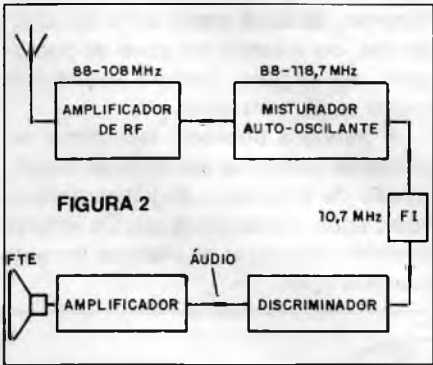 88-108 MHz
88-118,7 MHz
AMPLIFICADOR
DE RF
MISTURADOR
AUTO-OSCILANTE
FIGURA 2
10,7 MHz
FI
FTE
ÁUDIO
AMPLIFICADOR
DISCRIMINADOR